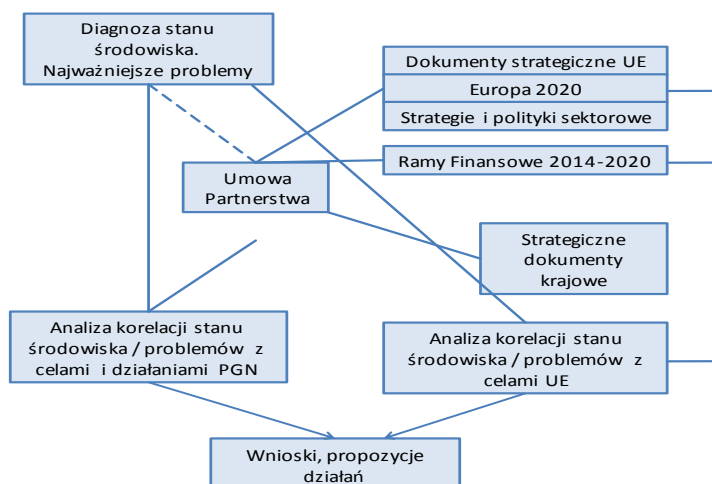 Diagnoza stanu
środowiska.
Najważniejsze problemy
Dokumenty strategiczne UE
Europa 2020
Strategie i polityki sektorowe
Ramy Finansowe 2014-2020
Umowa
Partnerstwa
Strategiczne
dokumenty
krajowe
Analiza korelacji stanu
środowiska / problemów z
celami i działaniami PGN
Analiza korelacji stanu
środowiska / problemów z
celami UE
Wnioski, propozycje
działań